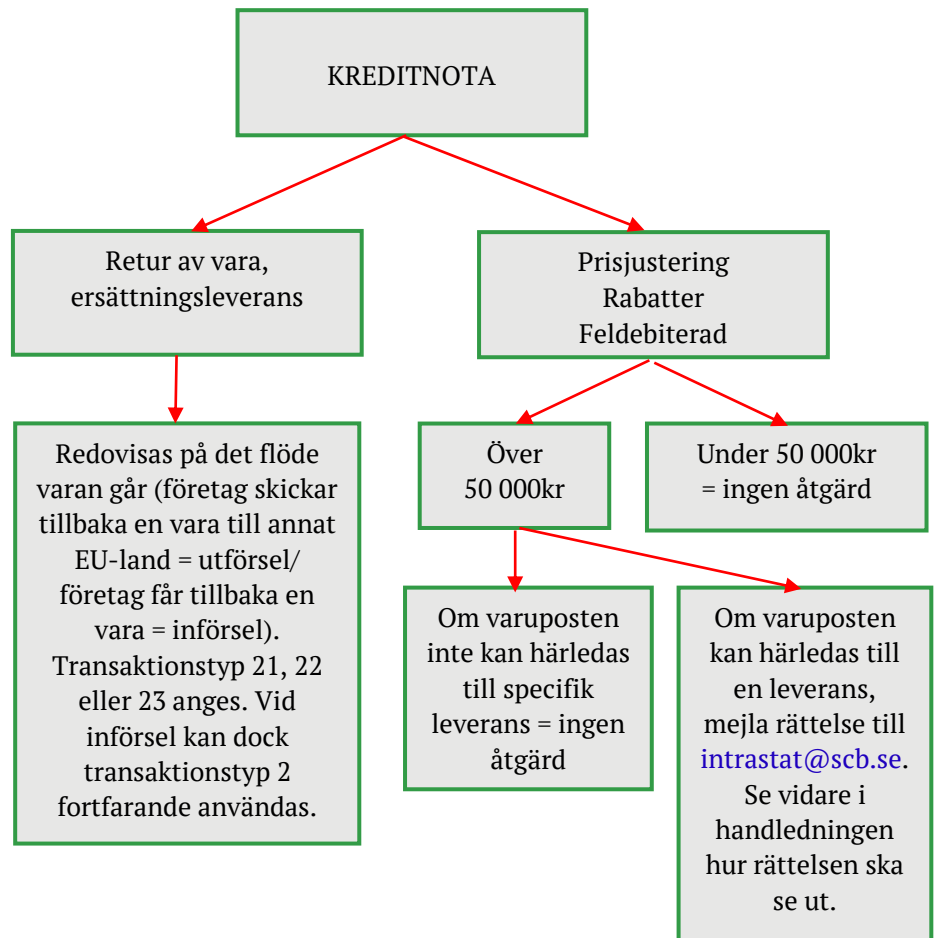 KREDITNOTA
Retur av vara,
ersättningsleverans
Prisjustering
Rabatter
Feldebiterad
Redovisas på det flöde
varan går (företag skickar
tillbaka en vara till annat
EU-land = utförsel/
företag får tillbaka en
vara = införsel).
Transaktionstyp 21, 22
eller 23 anges. Vid
införsel kan dock
transaktionstyp 2
fortfarande användas.
Över
50 000kr
Under 50 000kr
= ingen åtgärd
Om varuposten
inte kan härledas
till specifik
leverans = ingen
åtgärd
Om varuposten
kan härledas till
en leverans,
mejla rättelse till
intrastat@scb.se.
Se vidare i
handledningen
hur rättelsen ska
se ut.